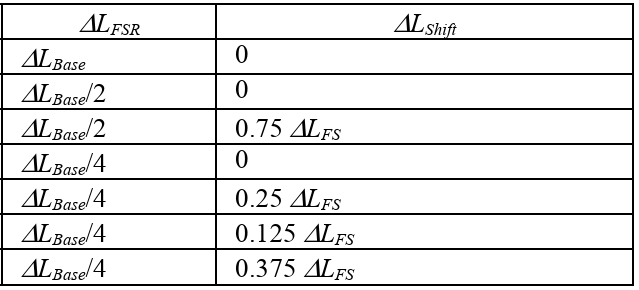 ΔL_FSR ΔL_Shift
ΔL_Base 0
ΔL_Base/2 0
ΔL_Base/2 0.75 ΔL_FS
ΔL_Base/4 0
ΔL_Base/4 0.25 ΔL_FS
ΔL_Base/4 0.125 ΔL_FS
ΔL_Base/4 0.375 ΔL_FS